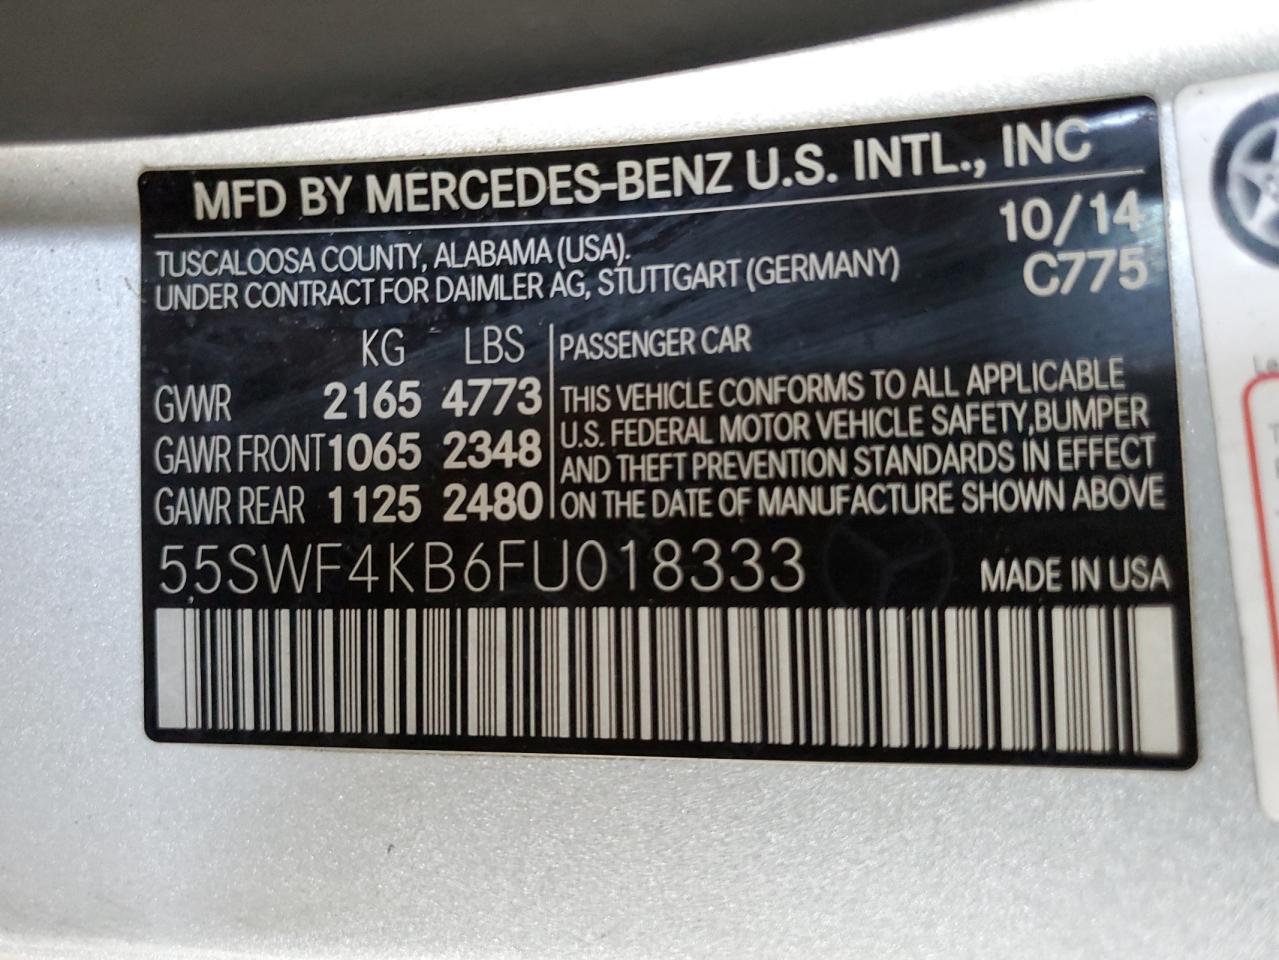 MFD BY MERCEDES-BENZ U.S. INTL., INC
10/14
TUSCALOOSA COUNTY, ALABAMA (USA).
UNDER CONTRACT FOR DAIMLER AG, STUTTGART (GERMANY) C775
KG LBS
GVWR 2165 4773
GAWR FRONT 1065 2348
GAWR REAR 1125 2480
PASSENGER CAR
THIS VEHICLE CONFORMS TO ALL APPLICABLE
U.S. FEDERAL MOTOR VEHICLE SAFETY,BUMPER
AND THEFT PREVENTION STANDARDS IN EFFECT
ON THE DATE OF MANUFACTURE SHOWN ABOVE
55SWF4KB6FU018333
MADE IN USA